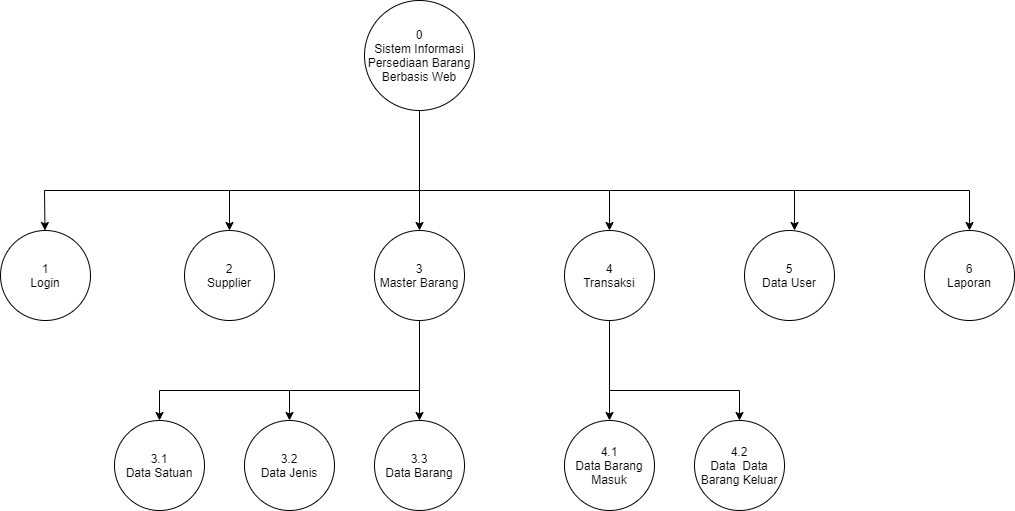 0
Sistem Informasi
Persediaan Barang
Berbasis Web
1
Login
2
Supplier
3
Master Barang
4
Transaksi
5
Data User
6
Laporan
3.1
Data Satuan
3.2
Data Jenis
3.3
Data Barang
4.1
Data Barang
Masuk
4.2
Data  Data
Barang Keluar